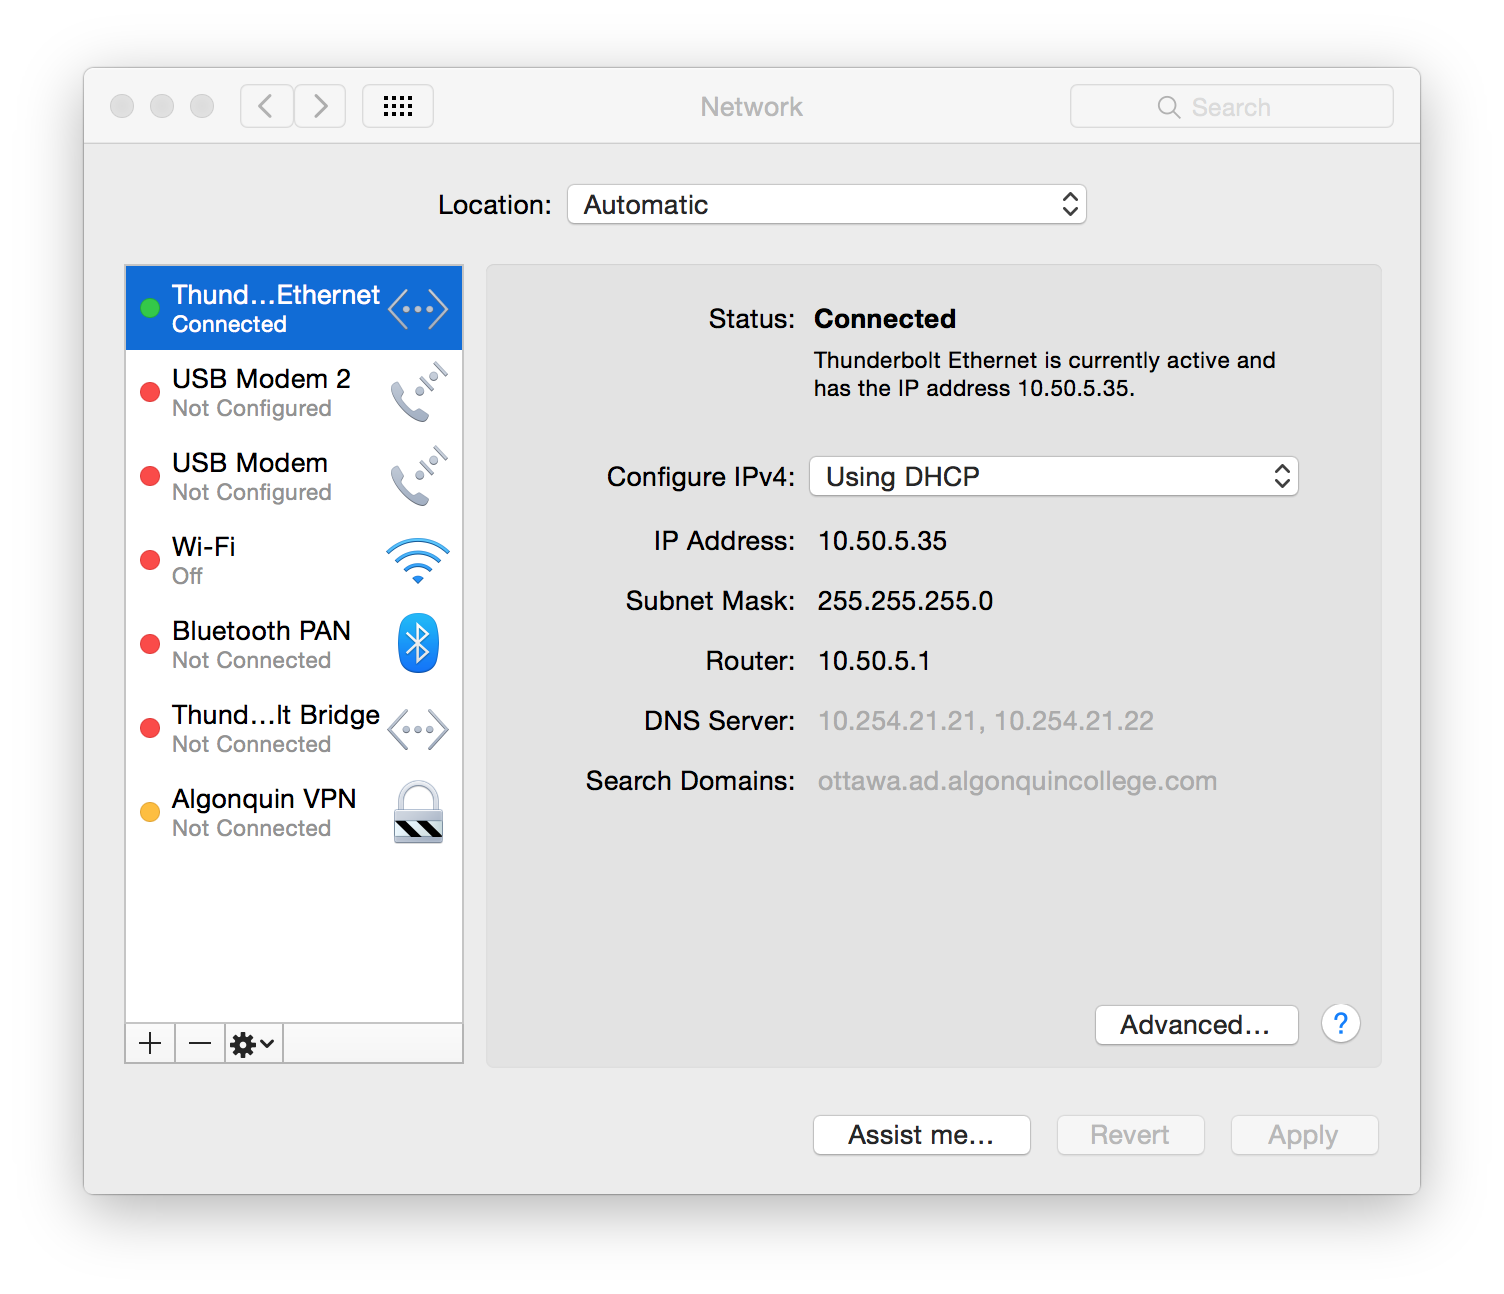 Network
Search
Location: Automatic
Thund...Ethernet
Connected
USB Modem 2
Not Configured
USB Modem
Not Configured
Wi-Fi
Off
Bluetooth PAN
Not Connected
Thund...lt Bridge
Not Connected
Algonquin VPN
Not Connected
Status: Connected
Thunderbolt Ethernet is currently active and
has the IP address 10.50.5.35.
Configure IPv4: Using DHCP
IP Address: 10.50.5.35
Subnet Mask: 255.255.255.0
Router: 10.50.5.1
DNS Server: 10.254.21.21, 10.254.21.22
Search Domains: ottawa.ad.algonquincollege.com
Advanced... ?
Assist me... Revert Apply